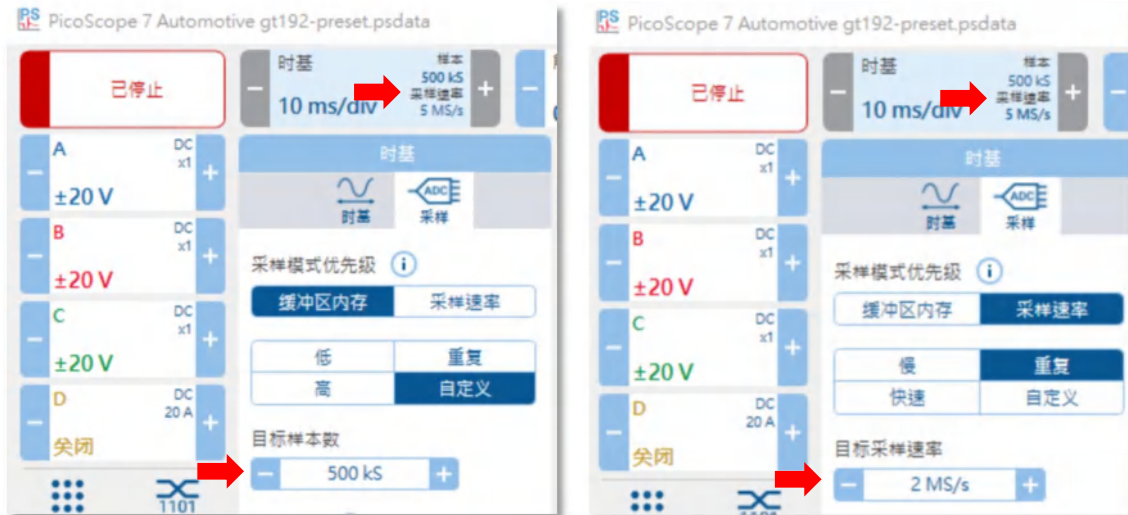 PicoScope 7 Automotive gt192-preset.psdata
已停止
时基
10 ms/div
样本
500 kS
采样速率
5 MS/s
A
DC
x1
±20 V
B
DC
x1
±20 V
C
DC
x1
±20 V
D
DC
20 A
关闭
1101
时基
时基
ADC
采样
采样模式优先级
缓冲区内存
采样速率
低
重复
高
自定义
目标样本数
500 kS
PicoScope 7 Automotive gt192-preset.psdata
已停止
时基
10 ms/div
样本
500 kS
采样速率
5 MS/s
A
DC
x1
±20 V
B
DC
x1
±20 V
C
DC
x1
±20 V
D
DC
20 A
关闭
时基
时基
ADC
采样
采样模式优先级
缓冲区内存
采样速率
慢
重复
快速
自定义
目标采样速率
2 MS/s